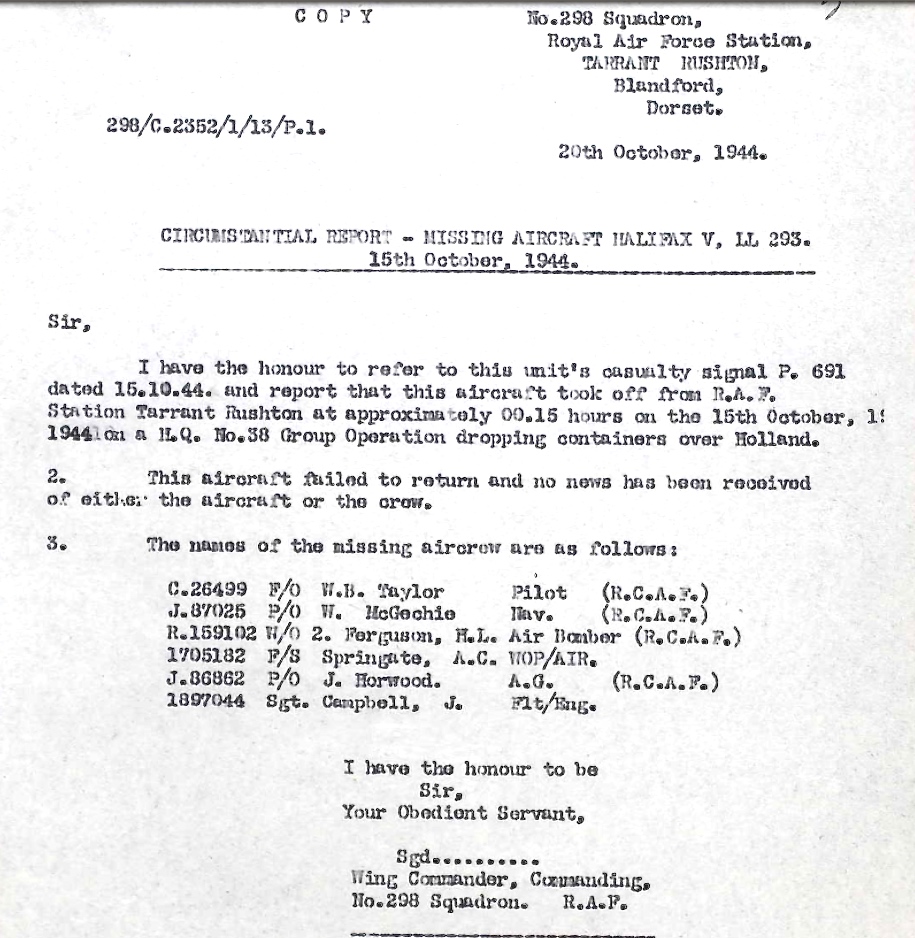 C O P Y
No.298 Squadron,
Royal Air Force Station,
TARRANT RUSHTON,
Blandford,
Dorset.
298/C.2352/1/13/P.1.
20th October, 1944.
CIRCUMSTANTIAL REPORT - MISSING AIRCRAFT HALIFAX V, LL 293.
15th October, 1944.
Sir,
I have the honour to refer to this unit's casualty signal P. 691
dated 15.10.44. and report that this aircraft took off from R.A.F.
Station Tarrant Rushton at approximately 00.15 hours on the 15th October,
1944 on a H.Q. No.38 Group Operation dropping containers over Holland.
2. This aircraft failed to return and no news has been received
of either the aircraft or the crew.
3. The names of the missing aircrew are as follows:
C.26499 F/O W.B. Taylor Pilot (R.C.A.F.)
J.87025 P/O W. McGechie Nav. (R.C.A.F.)
R.159102 W/O 2. Ferguson, H.L. Air Bomber (R.C.A.F.)
1705182 F/S Springate, A.C. WOP/AIR.
J.86862 P/O J. Horwood. A.G. (R.C.A.F.)
1897044 Sgt. Campbell, J. Flt/Eng.
I have the honour to be
Sir,
Your Obedient Servant,
Sgd..........
Wing Commander, Commanding,
No.298 Squadron. R.A.F.